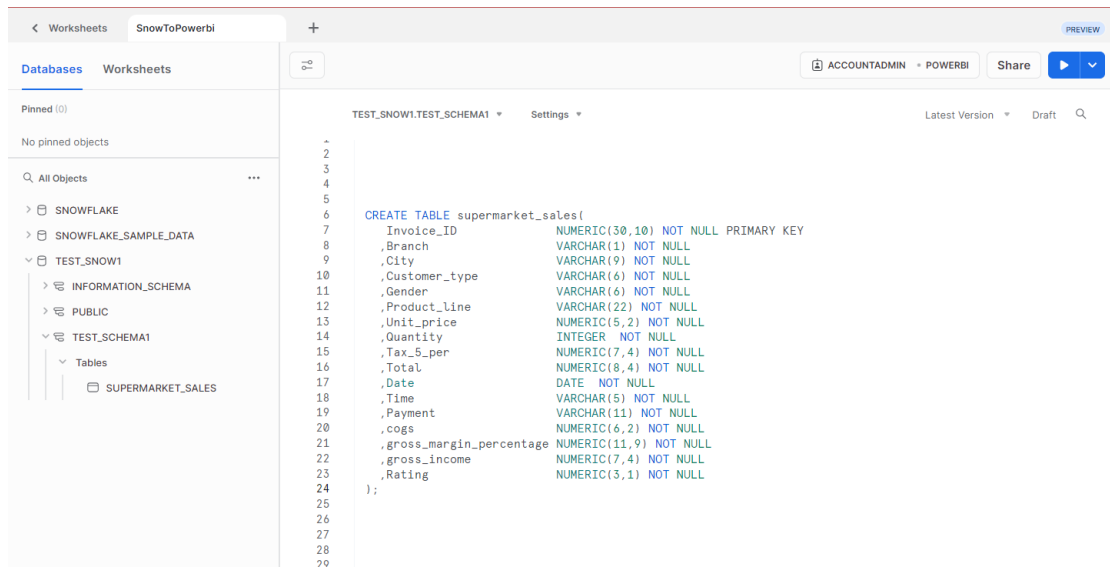 Worksheets
SnowToPowerbi
+
PREVIEW
Databases
Worksheets
ACCOUNTADMIN • POWERBI
Share
Pinned (0)
No pinned objects
TEST_SNOW1.TEST_SCHEMA1
Settings
Latest Version
Draft
All Objects
...
SNOWFLAKE
SNOWFLAKE_SAMPLE_DATA
TEST_SNOW1
INFORMATION_SCHEMA
PUBLIC
TEST_SCHEMA1
Tables
SUPERMARKET_SALES
2
3
4
5
6 CREATE TABLE supermarket_sales(
7 Invoice_ID NUMERIC(30,10) NOT NULL PRIMARY KEY
8 ,Branch VARCHAR(1) NOT NULL
9 ,City VARCHAR(9) NOT NULL
10 ,Customer_type VARCHAR(6) NOT NULL
11 ,Gender VARCHAR(6) NOT NULL
12 ,Product_line VARCHAR(22) NOT NULL
13 ,Unit_price NUMERIC(5,2) NOT NULL
14 ,Quantity INTEGER NOT NULL
15 ,Tax_5_per NUMERIC(7,4) NOT NULL
16 ,Total NUMERIC(8,4) NOT NULL
17 ,Date DATE NOT NULL
18 ,Time VARCHAR(5) NOT NULL
19 ,Payment VARCHAR(11) NOT NULL
20 ,cogs NUMERIC(6,2) NOT NULL
21 ,gross_margin_percentage NUMERIC(11,9) NOT NULL
22 ,gross_income NUMERIC(7,4) NOT NULL
23 ,Rating NUMERIC(3,1) NOT NULL
24 );
25
26
27
28
29